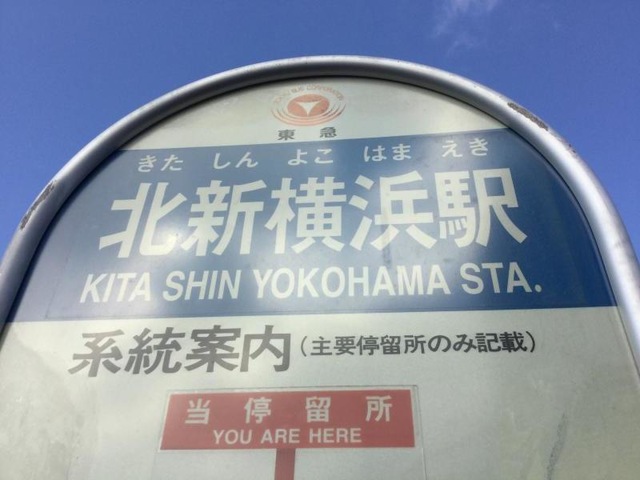 東急
きた しん よこ はま えき
北新横浜駅
KITA SHIN YOKOHAMA STA.
系統案内(主要停留所のみ記載)
当停留所
YOU ARE HERE